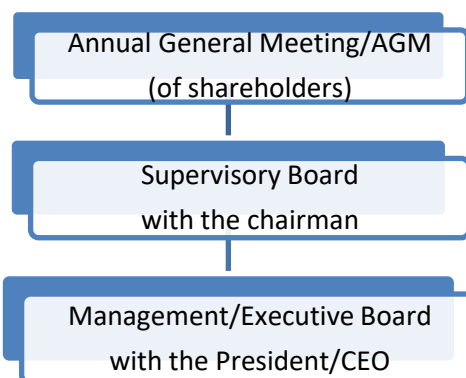 Annual General Meeting/AGM
(of shareholders)
Supervisory Board
with the chairman
Management/Executive Board
with the President/CEO